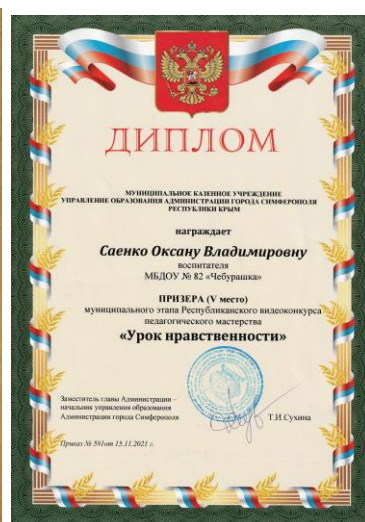 ДИПЛОМ
МУНИЦИПАЛЬНОЕ КАЗЕННОЕ УЧРЕЖДЕНИЕ
УПРАВЛЕНИЕ ОБРАЗОВАНИЯ АДМИНИСТРАЦИИ ГОРОДА СИМФЕРОПОЛЯ
РЕСПУБЛИКИ КРЫМ
награждает
Саенко Оксану Владимировну
воспитателя
МБДОУ № 82 «Чебурашка»
ПРИЗЕРА (V место)
муниципального этапа Республиканского видеоконкурса
педагогического мастерства
«Урок нравственности»
Заместитель главы Администрации –
начальник управления образования
Администрации города Симферополя
Т.И.Сухина
Приказ № 591от 15.11.2021 г.